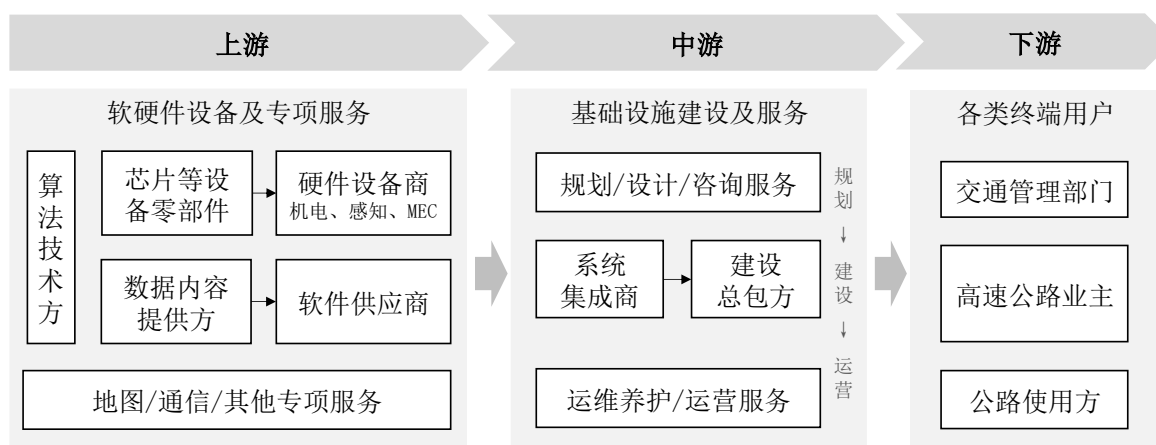 上游
中游
下游
软硬件设备及专项服务
算
法
技
术
方
芯片等设
备零部件
硬件设备商
机电、感知、MEC
数据内容
提供方
软件供应商
地图/通信/其他专项服务
基础设施建设及服务
规划/设计/咨询服务
系统
集成商
建设
总包方
运维养护/运营服务
规
划
↓
建
设
↓
运
营
各类终端用户
交通管理部门
高速公路业主
公路使用方